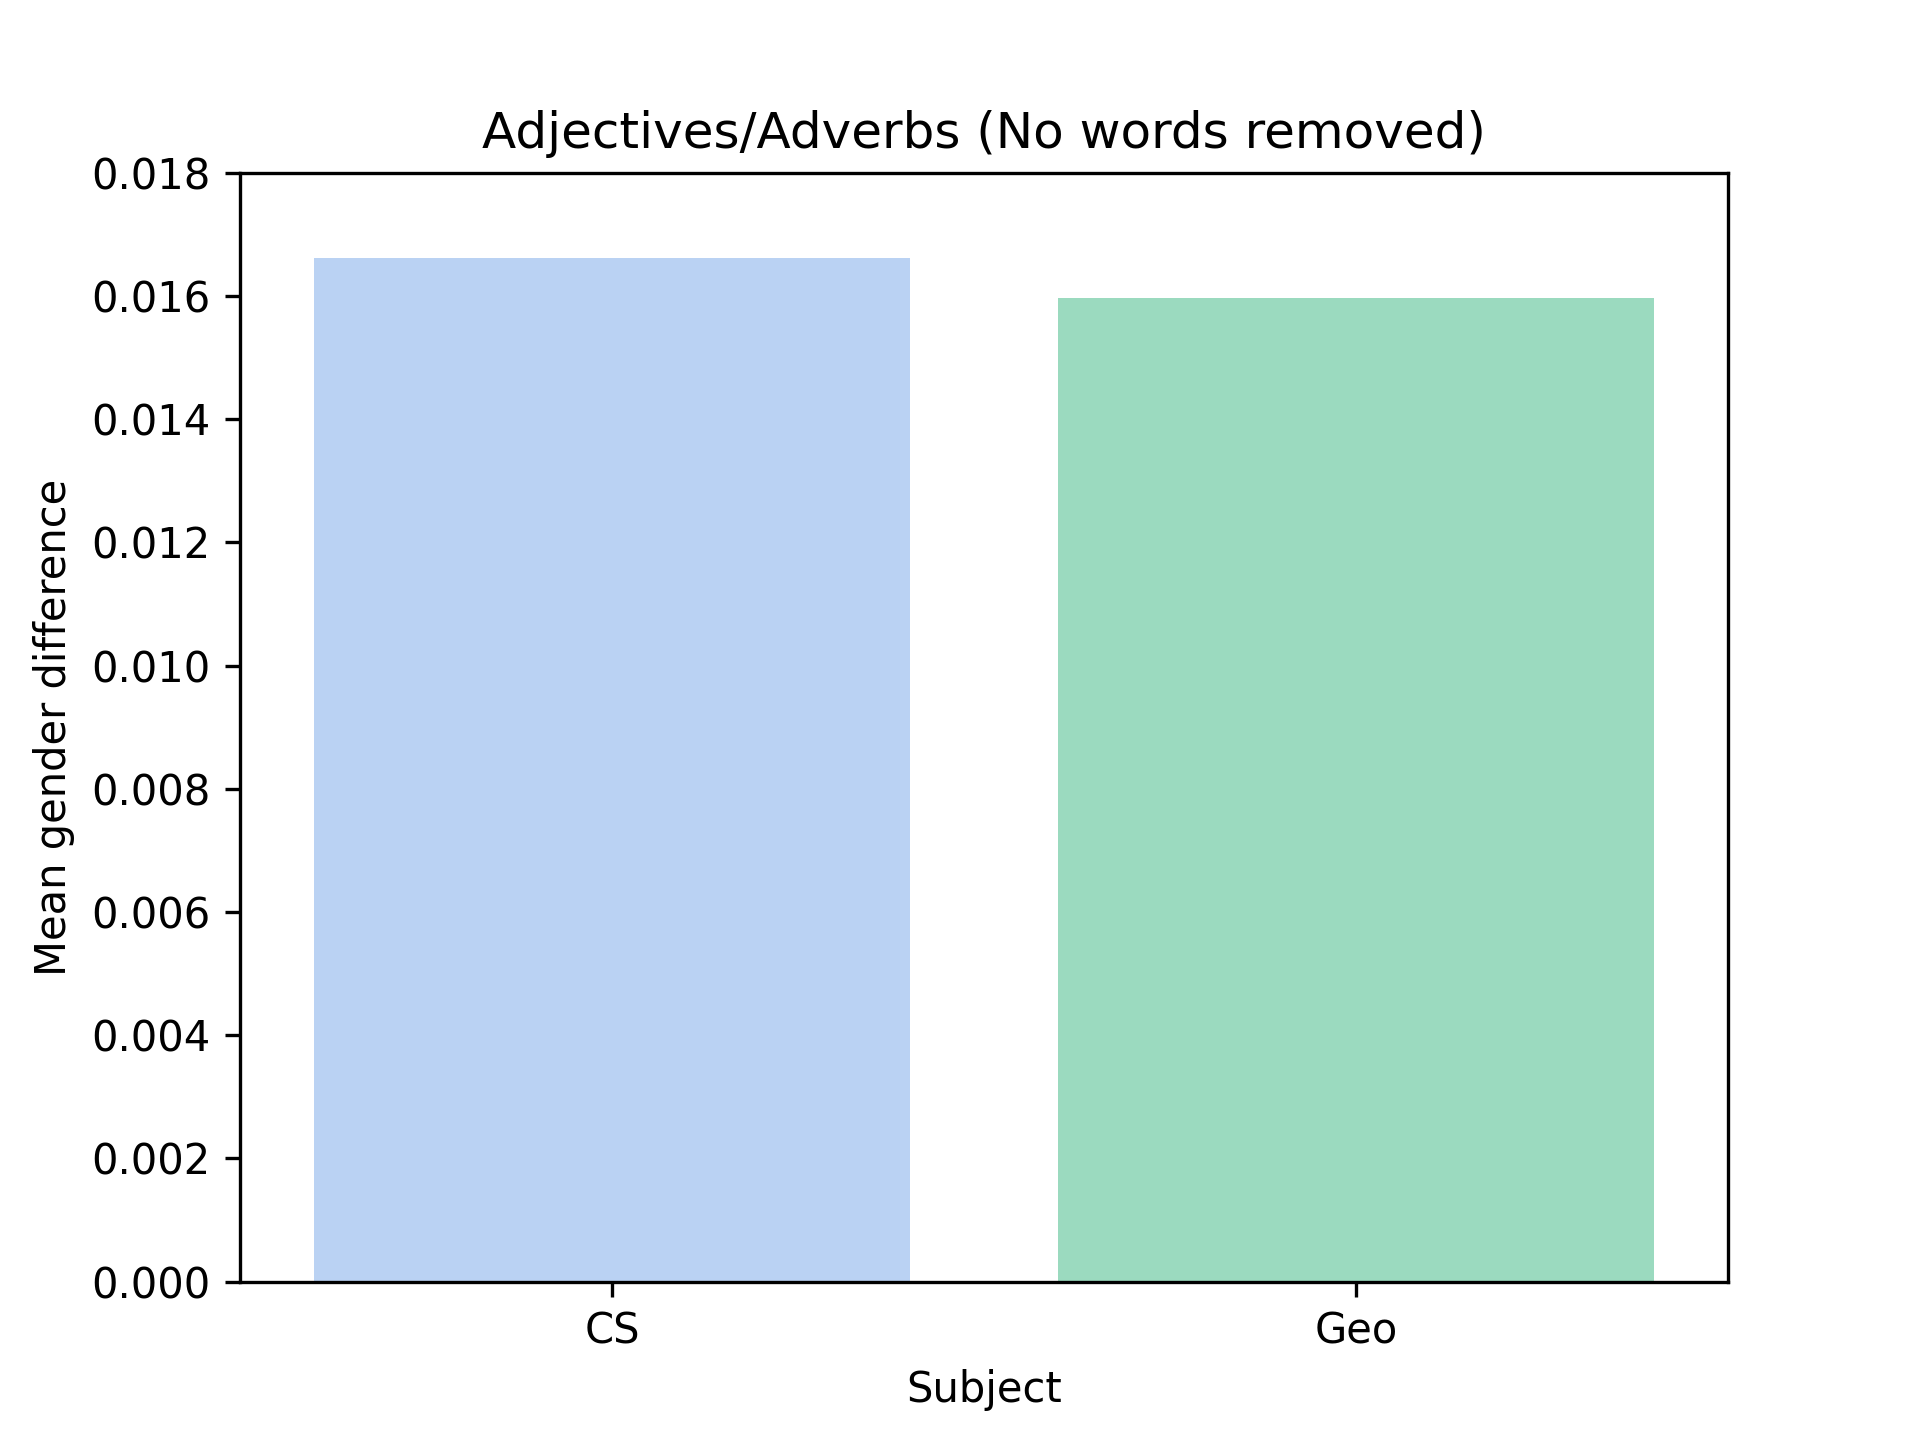 Adjectives/Adverbs (No words removed)
0.018
0.016
0.014
0.012
0.010
0.008
0.006
0.004
0.002
0.000
Mean gender difference
CS
Geo
Subject